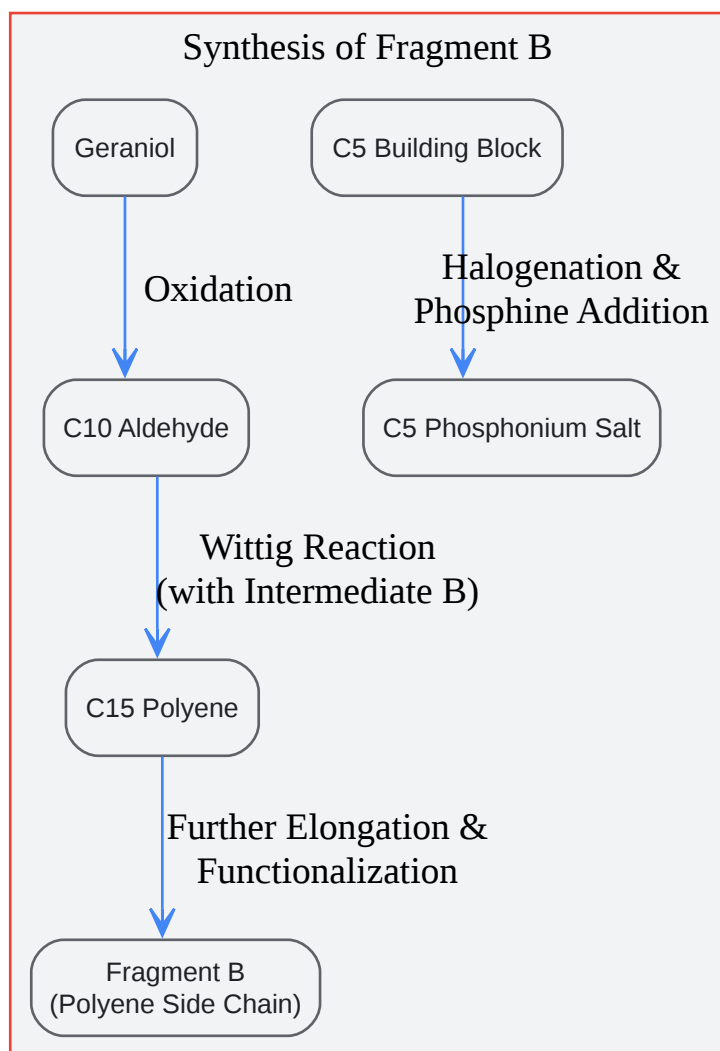 Synthesis of Fragment B
Geraniol
C5 Building Block
Oxidation
Halogenation &
Phosphine Addition
C10 Aldehyde
C5 Phosphonium Salt
Wittig Reaction
(with Intermediate B)
C15 Polyene
Further Elongation &
Functionalization
Fragment B
(Polyene Side Chain)